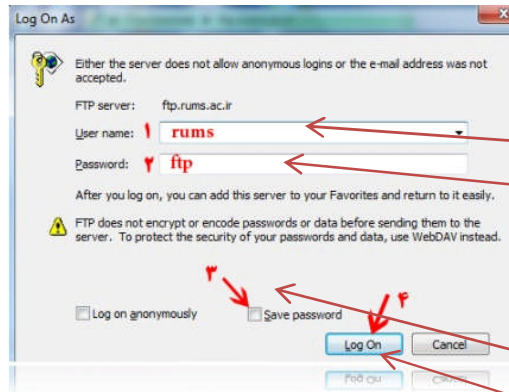 Log On As
Either the server does not allow anonymous logins or the e-mail address was not
accepted.
FTP server: ftp.rums.ac.ir
User name: ۱ rums
Password: ۲ ftp
After you log on, you can add this server to your Favorites and return to it easily.
FTP does not encrypt or encode passwords or data before sending them to the
server. To protect the security of your passwords and data, use WebDAV instead.
۳ ۴
Log on anonymously Save password
Log On Cancel